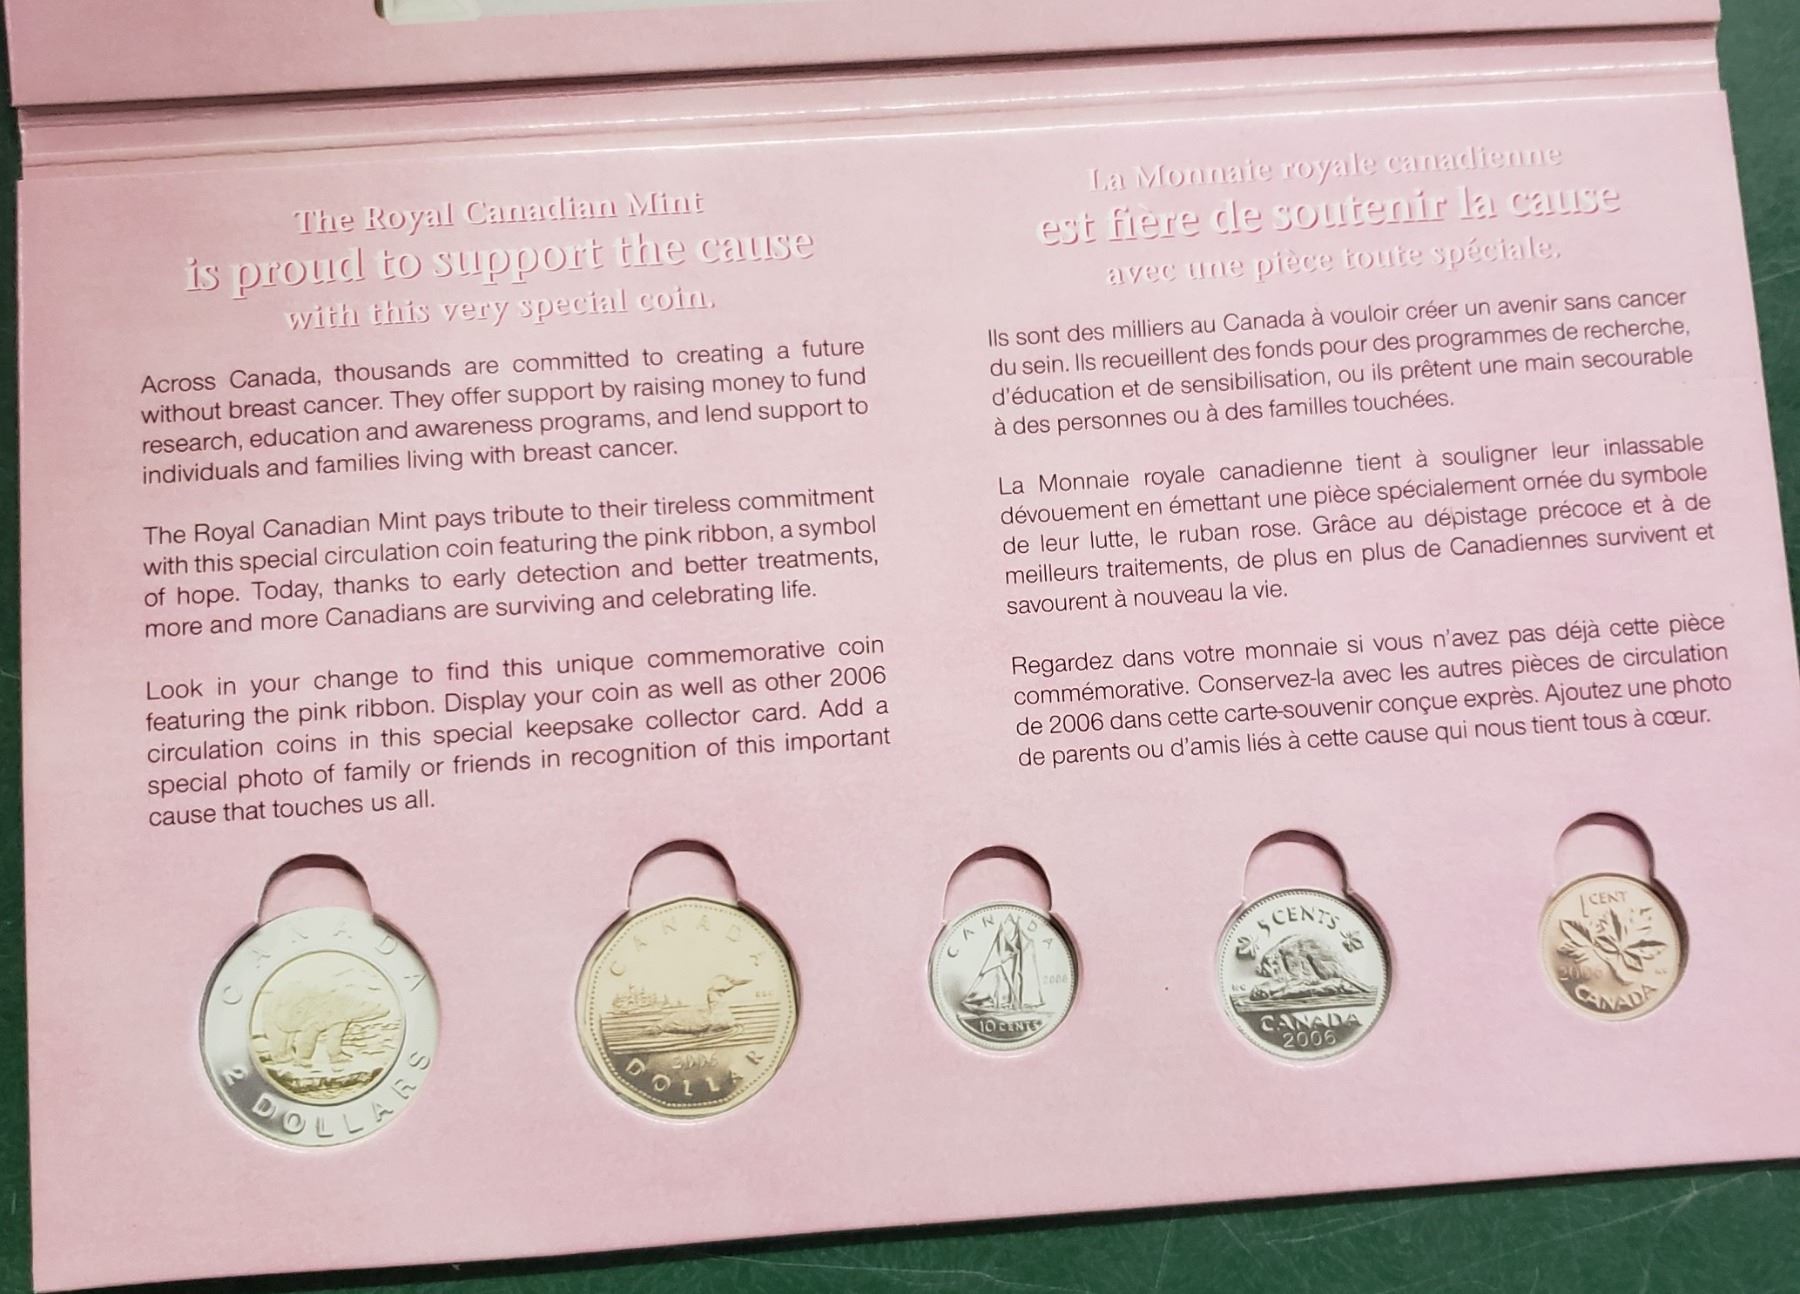 The Royal Canadian Mint
is proud to support the cause
with this very special coin.
Across Canada, thousands are committed to creating a future
without breast cancer. They offer support by raising money to fund
research, education and awareness programs, and lend support to
individuals and families living with breast cancer.
The Royal Canadian Mint pays tribute to their tireless commitment
with this special circulation coin featuring the pink ribbon, a symbol
of hope. Today, thanks to early detection and better treatments,
more and more Canadians are surviving and celebrating life.
Look in your change to find this unique commemorative coin
featuring the pink ribbon. Display your coin as well as other 2006
circulation coins in this special keepsake collector card. Add a
special photo of family or friends in recognition of this important
cause that touches us all.
La Monnaie royale canadienne
est fière de soutenir la cause
avec une pièce toute spéciale.
Ils sont des milliers au Canada à vouloir créer un avenir sans cancer
du sein. Ils recueillent des fonds pour des programmes de recherche,
d'éducation et de sensibilisation, ou ils prêtent une main secourable
à des personnes ou à des familles touchées.
La Monnaie royale canadienne tient à souligner leur inlassable
dévouement en émettant une pièce spécialement ornée du symbole
de leur lutte, le ruban rose. Grâce au dépistage précoce et à de
meilleurs traitements, de plus en plus de Canadiennes survivent et
savourent à nouveau la vie.
Regardez dans votre monnaie si vous n'avez pas déjà cette pièce
commémorative. Conservez-la avec les autres pièces de circulation
de 2006 dans cette carte-souvenir conçue exprès. Ajoutez une photo
de parents ou d'amis liés à cette cause qui nous tient tous à cœur.
CANADA
2 DOLLARS
CANADA
2006
DOLLAR
CANADA
2006
10 CENTS
5 CENTS
CANADA
2006
1 CENT
2006
CANADA